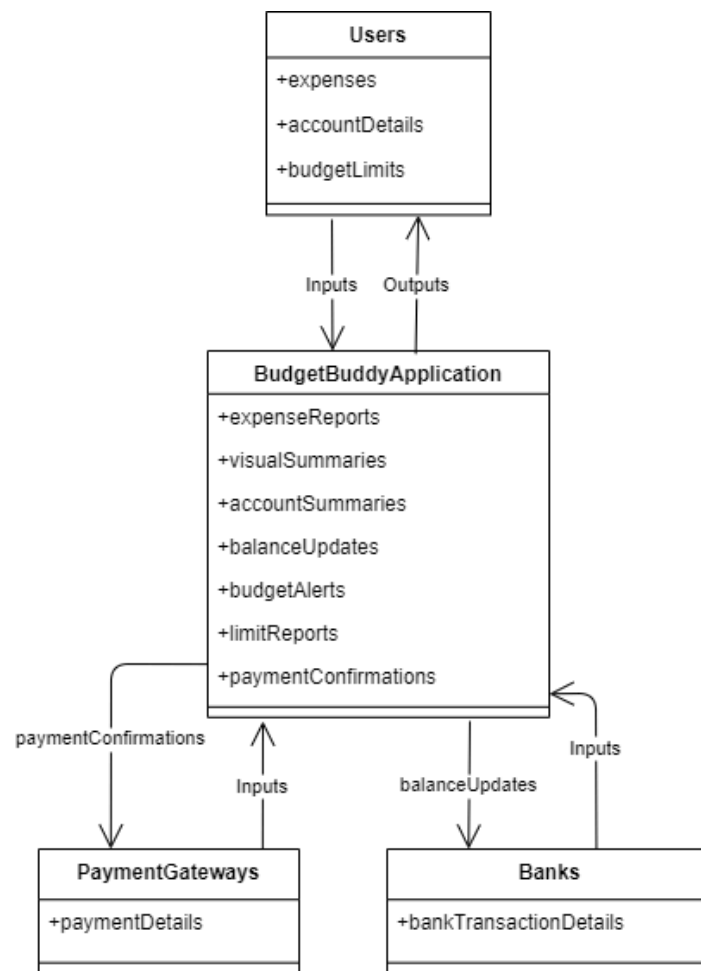 Users
+expenses
+accountDetails
+budgetLimits
Inputs
Outputs
BudgetBuddyApplication
+expenseReports
+visualSummaries
+accountSummaries
+balanceUpdates
+budgetAlerts
+limitReports
+paymentConfirmations
paymentConfirmations
Inputs
balanceUpdates
Inputs
PaymentGateways
+paymentDetails
Banks
+bankTransactionDetails